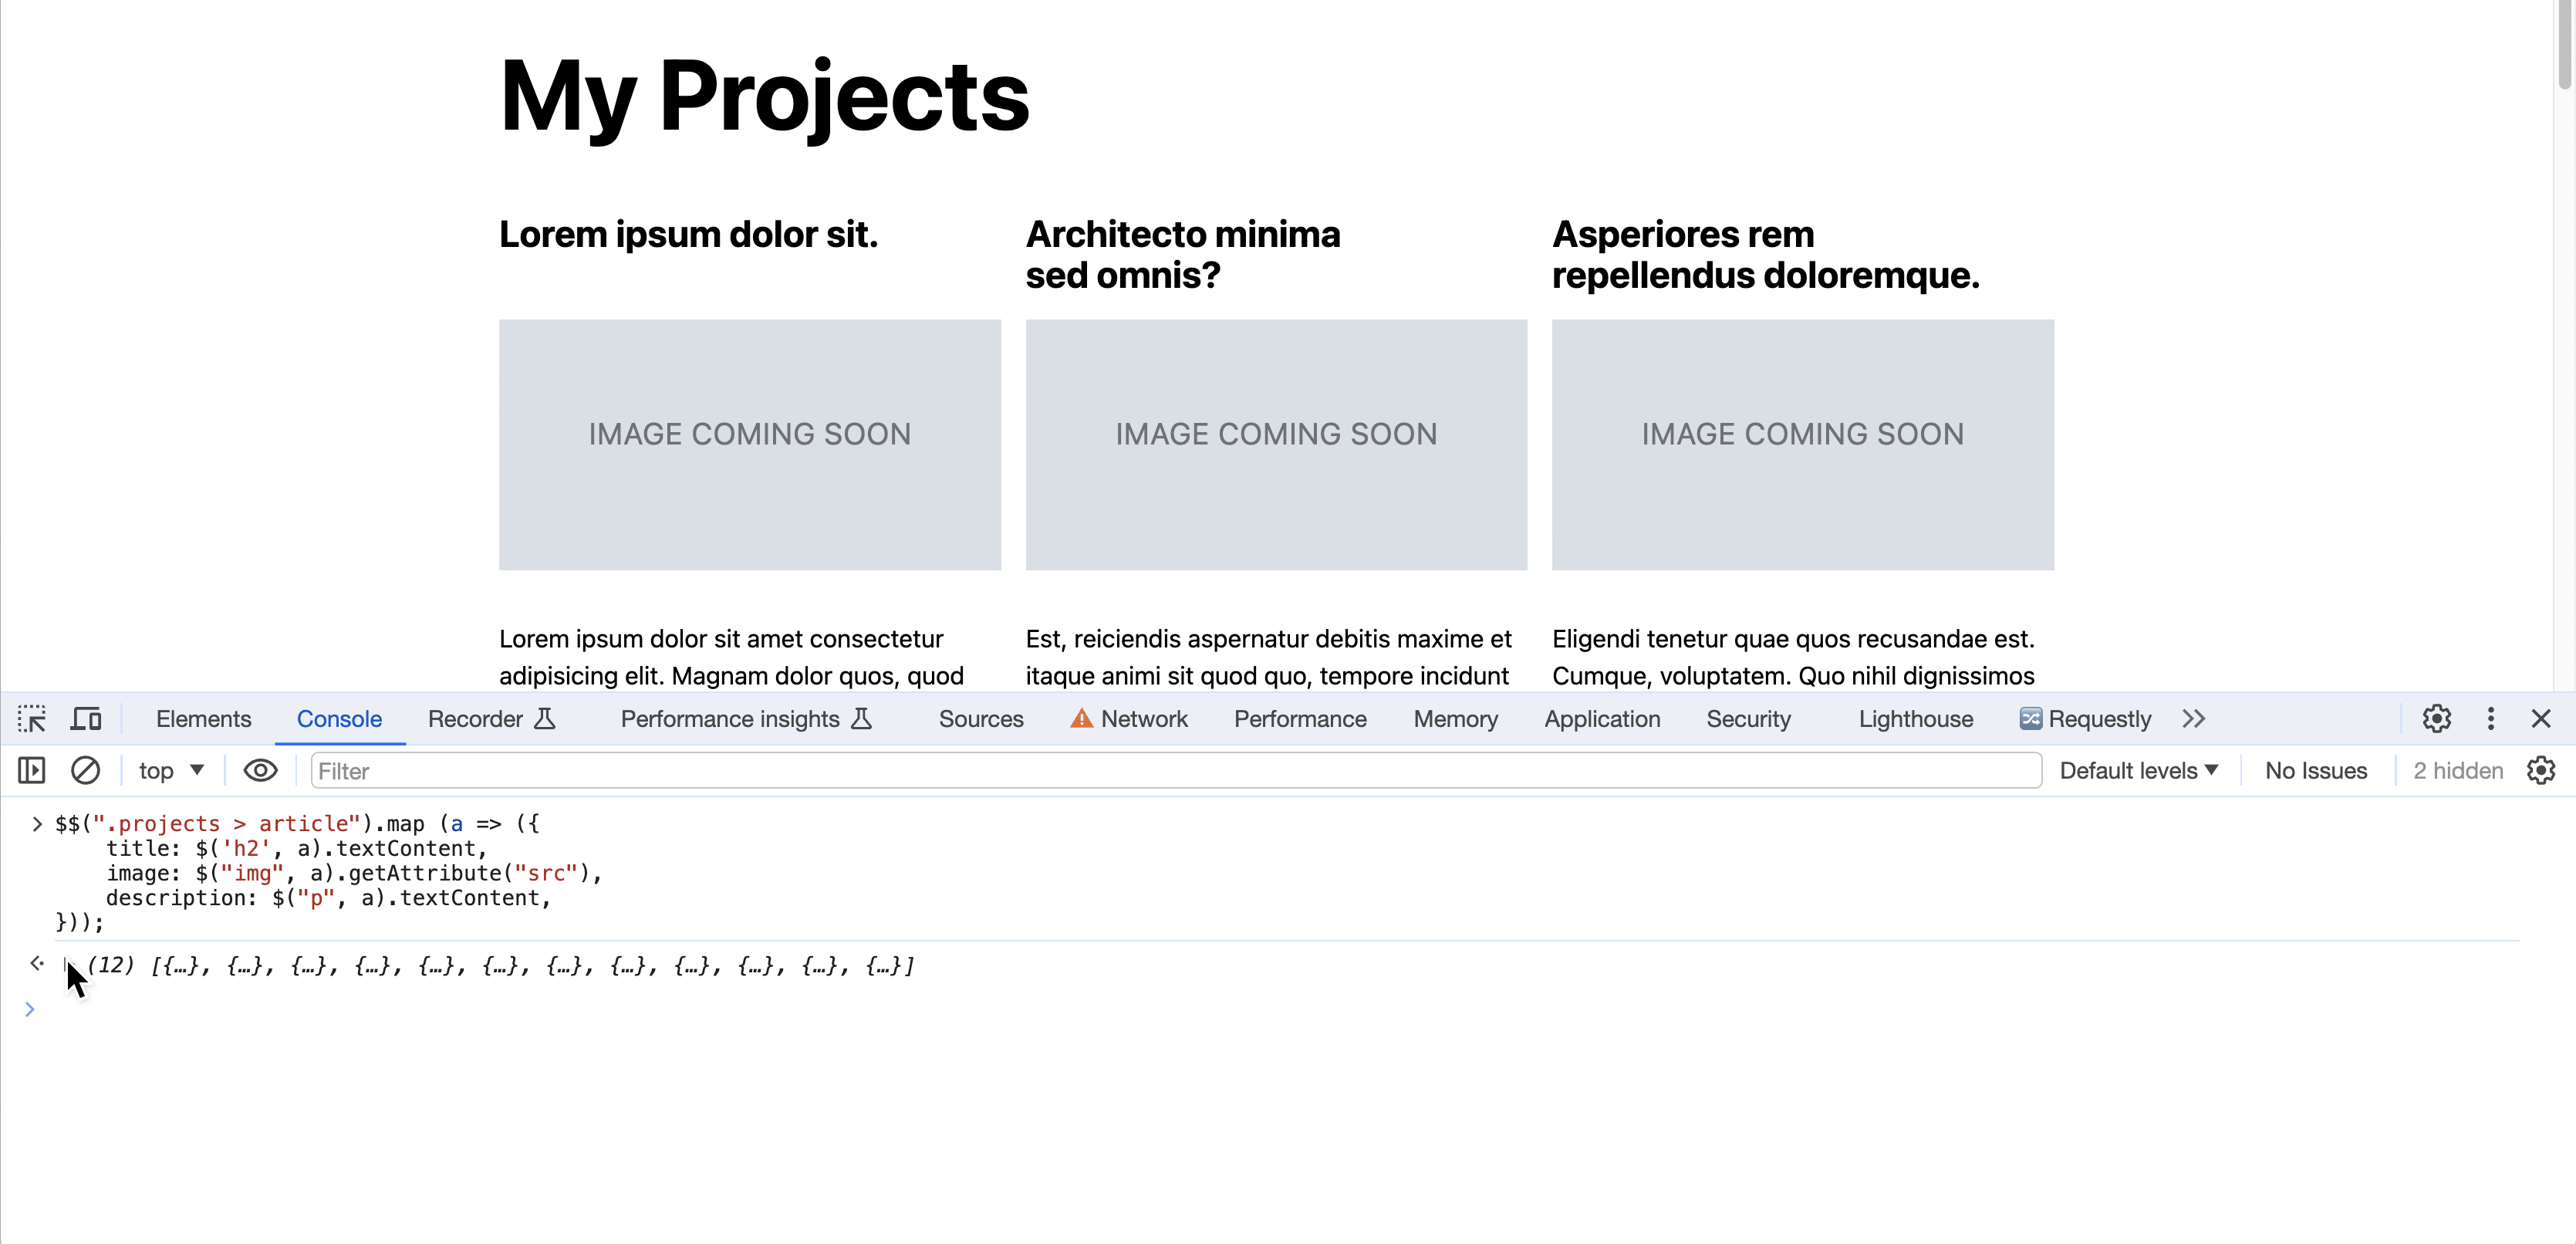 My Projects
Lorem ipsum dolor sit.
Architecto minima
sed omnis?
Asperiores rem
repellendus doloremque.
IMAGE COMING SOON
IMAGE COMING SOON
IMAGE COMING SOON
Lorem ipsum dolor sit amet consectetur
adipisicing elit. Magnam dolor quos, quod
Est, reiciendis aspernatur debitis maxime et
itaque animi sit quod quo, tempore incidunt
Eligendi tenetur quae quos recusandae est.
Cumque, voluptatem. Quo nihil dignissimos
Elements Console Recorder Performance insights Sources Network Performance Memory Application Security Lighthouse Requestly
top Filter Default levels No Issues 2 hidden
$$(".projects > article").map (a => ({
    title: $('h2', a).textContent,
    image: $("img", a).getAttribute("src"),
    description: $("p", a).textContent,
}));
(12) [{…}, {…}, {…}, {…}, {…}, {…}, {…}, {…}, {…}, {…}, {…}, {…}]